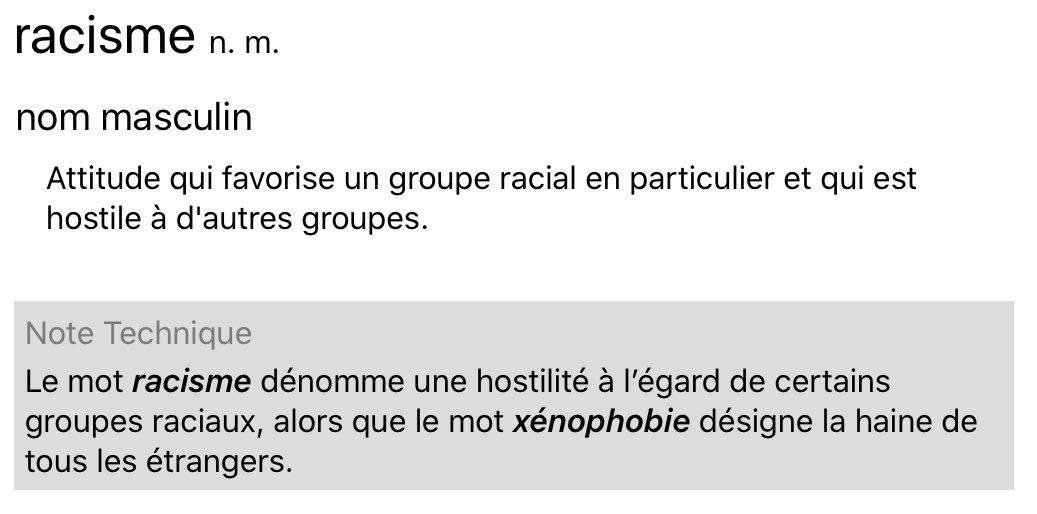 racisme n. m.
nom masculin
Attitude qui favorise un groupe racial en particulier et qui est
hostile à d'autres groupes.
Note Technique
Le mot racisme dénomme une hostilité à l’égard de certains
groupes raciaux, alors que le mot xénophobie désigne la haine de
tous les étrangers.